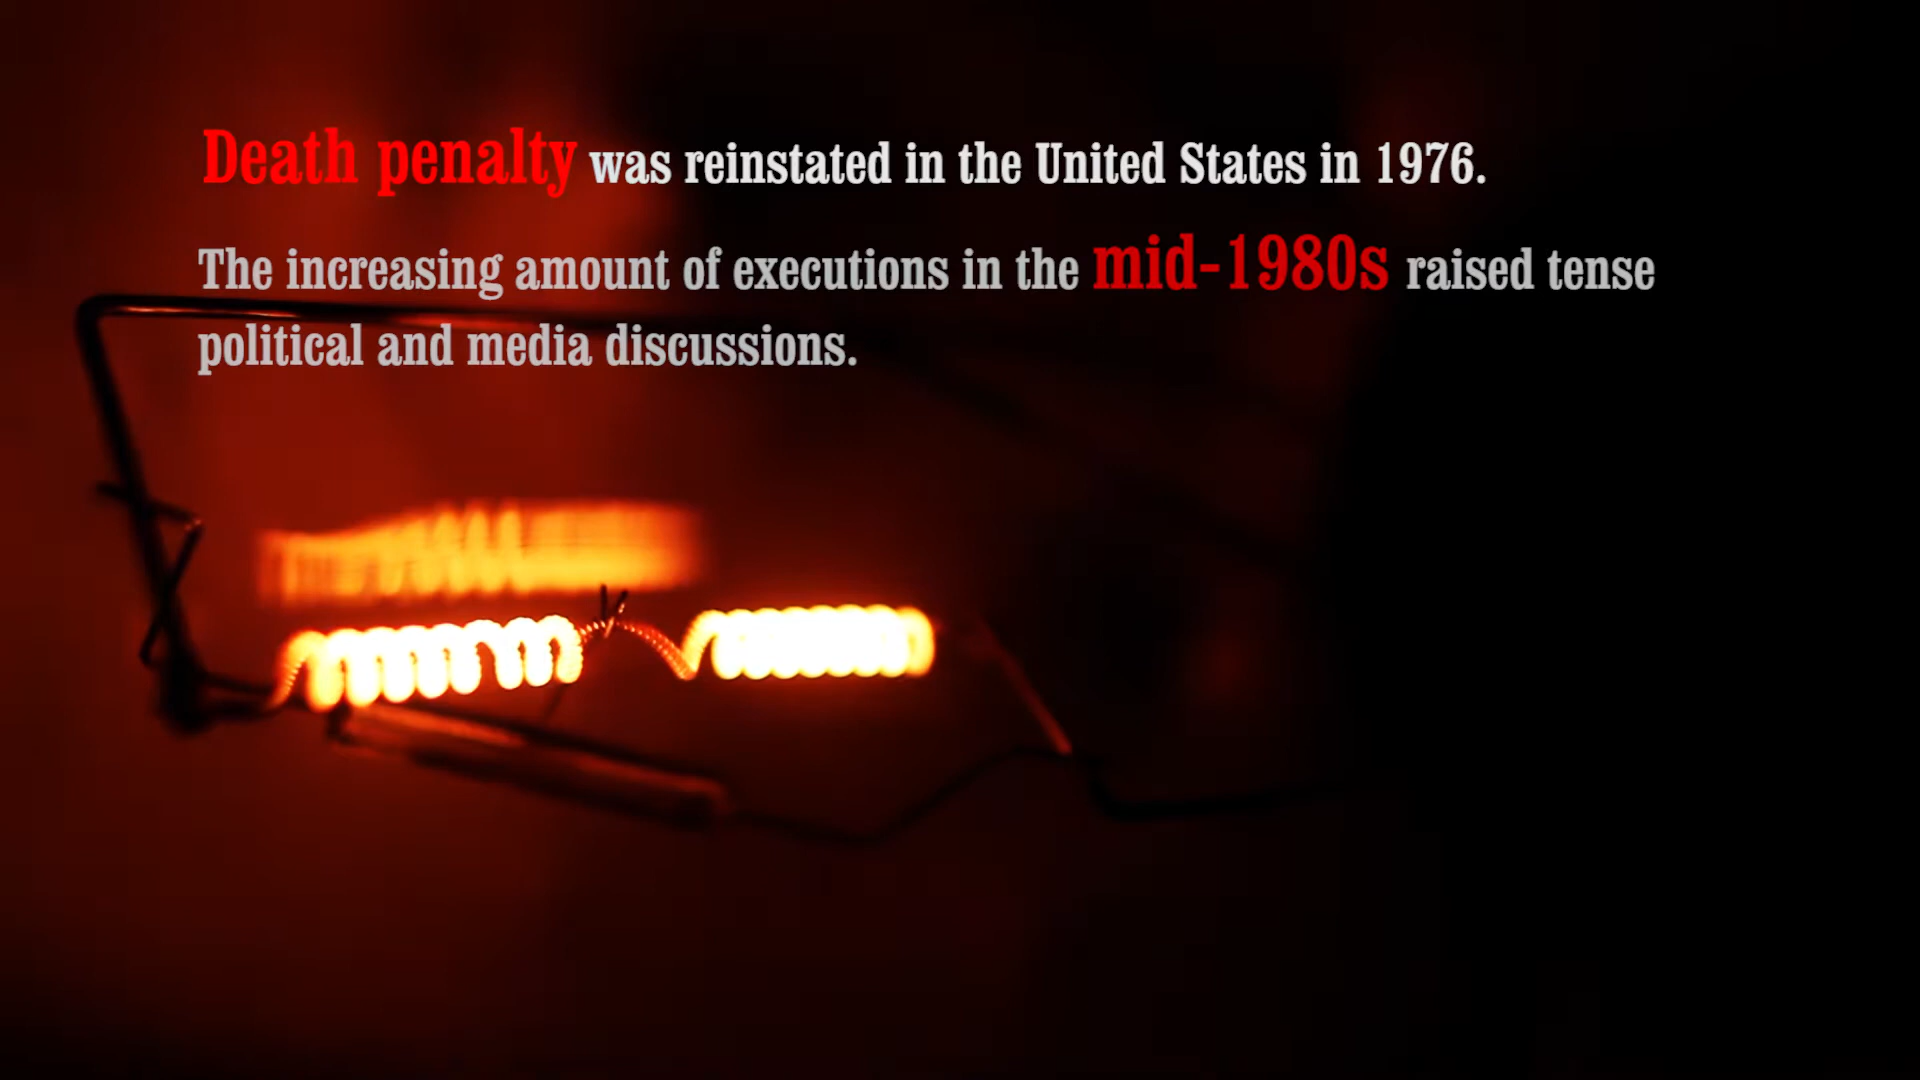 Death penalty was reinstated in the United States in 1976.
The increasing amount of executions in the mid-1980s raised tense
political and media discussions.